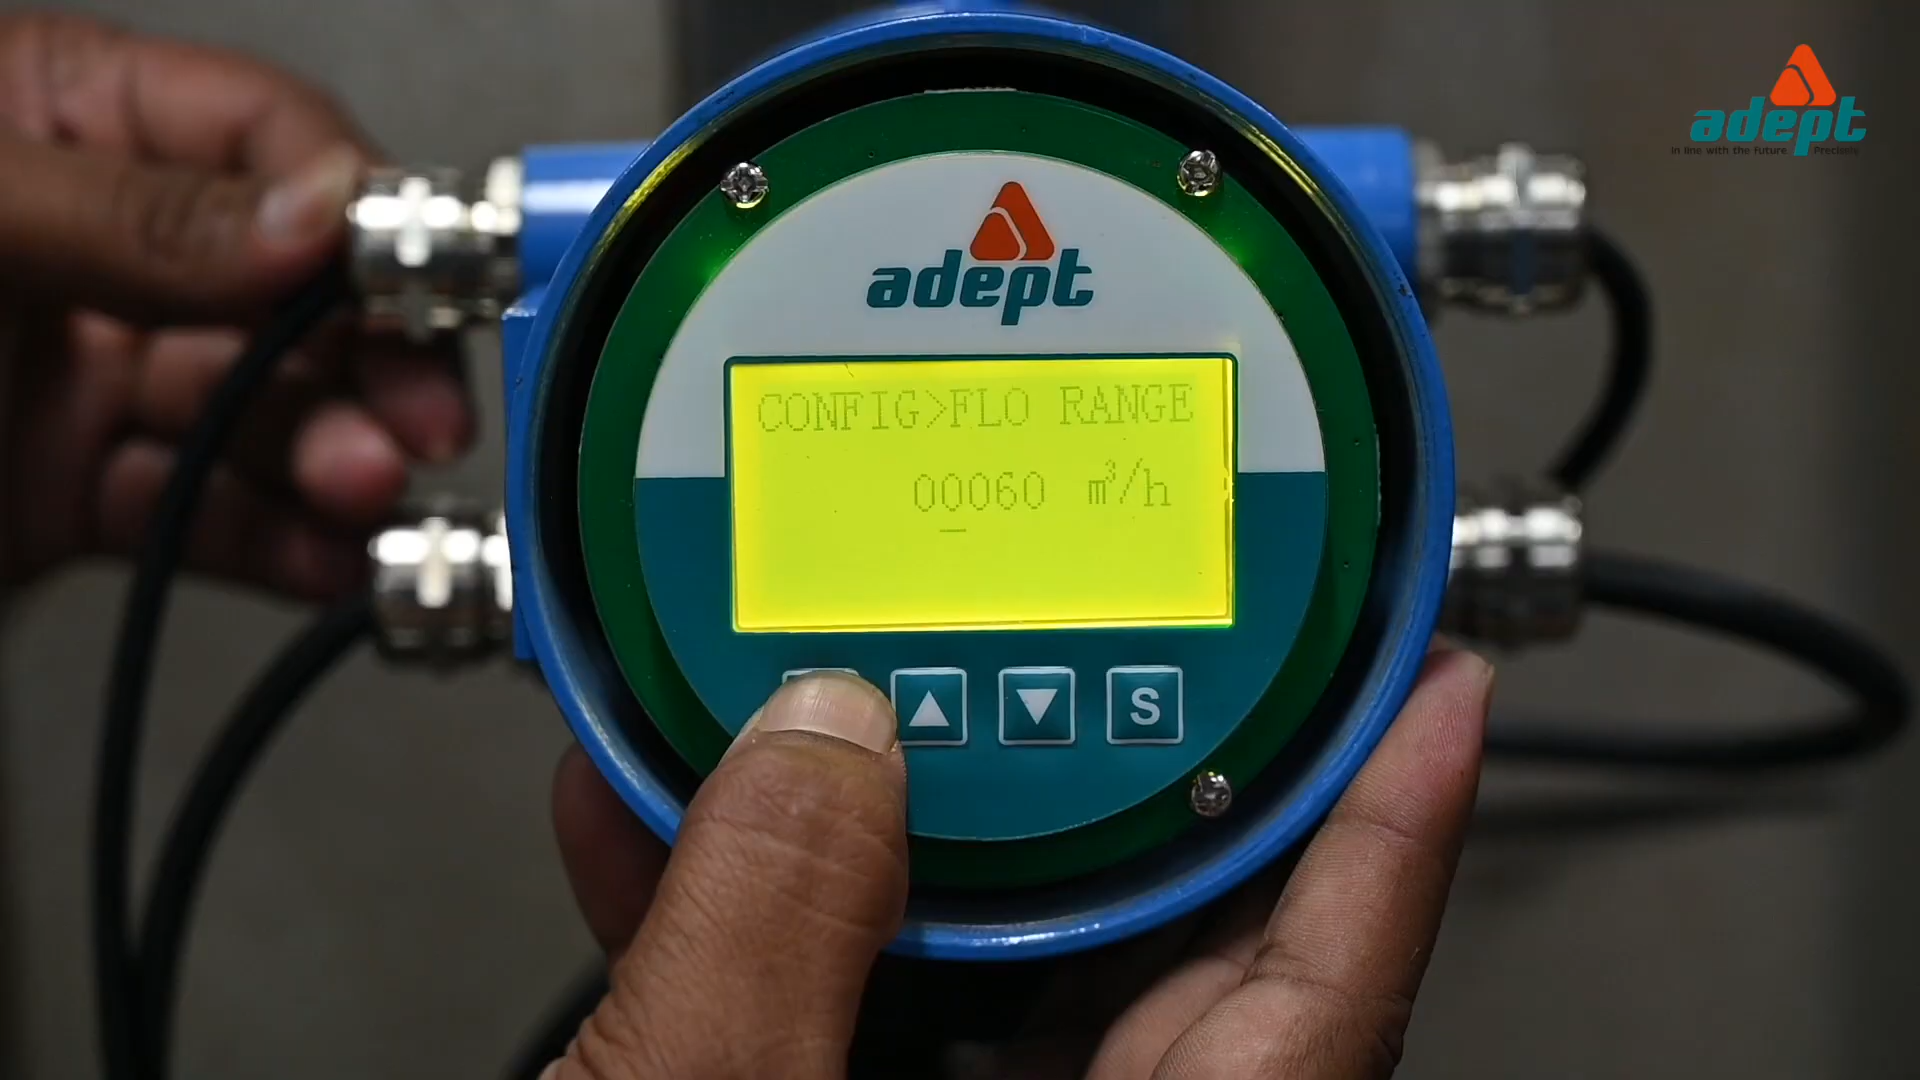 adept
In line with the future. Precisely
adept
CONFIG>FLO RANGE
00060 m³/h
S